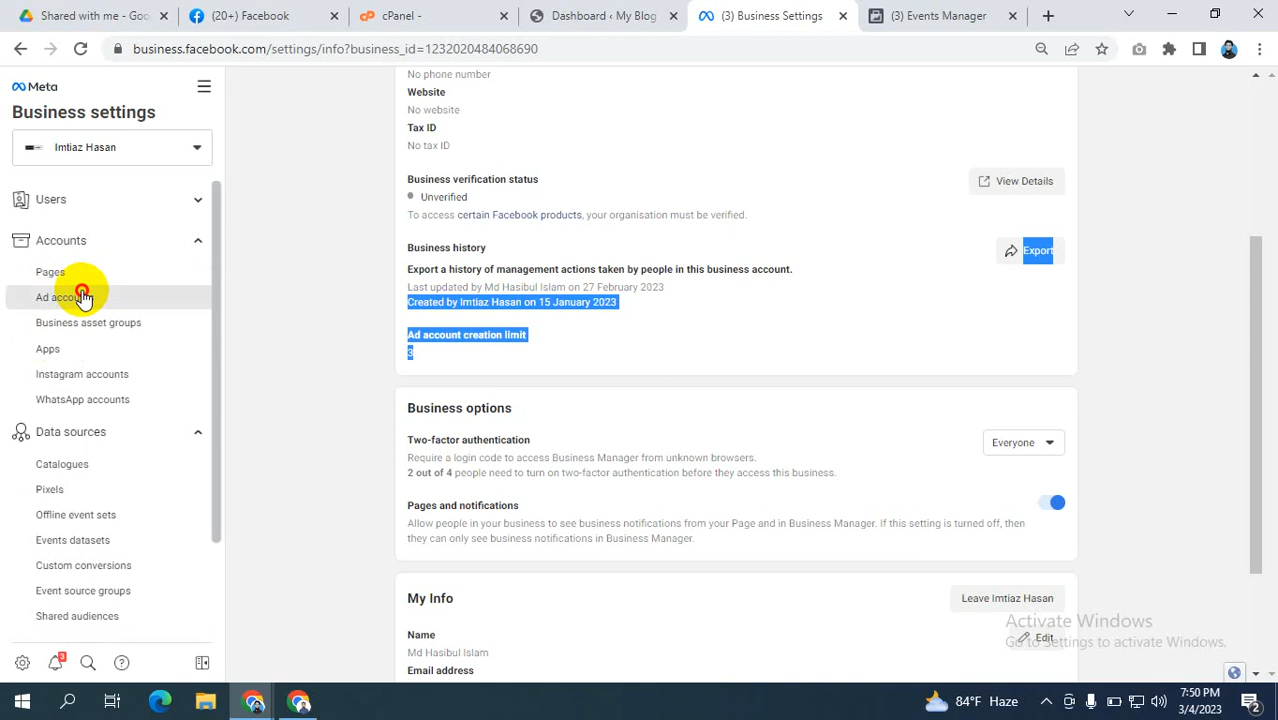 Shared with me - Goo
(20+) Facebook
cPanel -
Dashboard < My Blog
(3) Business Settings
(3) Events Manager
business.facebook.com/settings/info?business_id=1232020484068690
Meta
Business settings
Imtiaz Hasan
Users
Accounts
Pages
Ad accounts
Business asset groups
Apps
Instagram accounts
WhatsApp accounts
Data sources
Catalogues
Pixels
Offline event sets
Events datasets
Custom conversions
Event source groups
Shared audiences
3
No phone number
Website
No website
Tax ID
No tax ID
Business verification status
View Details
Unverified
To access certain Facebook products, your organisation must be verified.
Business history
Export
Export a history of management actions taken by people in this business account.
Last updated by Md Hasibul Islam on 27 February 2023
Created by Imtiaz Hasan on 15 January 2023
Ad account creation limit
3
Business options
Two-factor authentication
Everyone
Require a login code to access Business Manager from unknown browsers.
2 out of 4 people need to turn on two-factor authentication before they access this business.
Pages and notifications
Allow people in your business to see business notifications from your Page and in Business Manager. If this setting is turned off, then
they can only see business notifications in Business Manager.
My Info
Leave Imtiaz Hasan
Name
Edit
Md Hasibul Islam
Email address
Activate Windows
Go to Settings to activate Windows.
84°F Haze
7:50 PM
3/4/2023
2